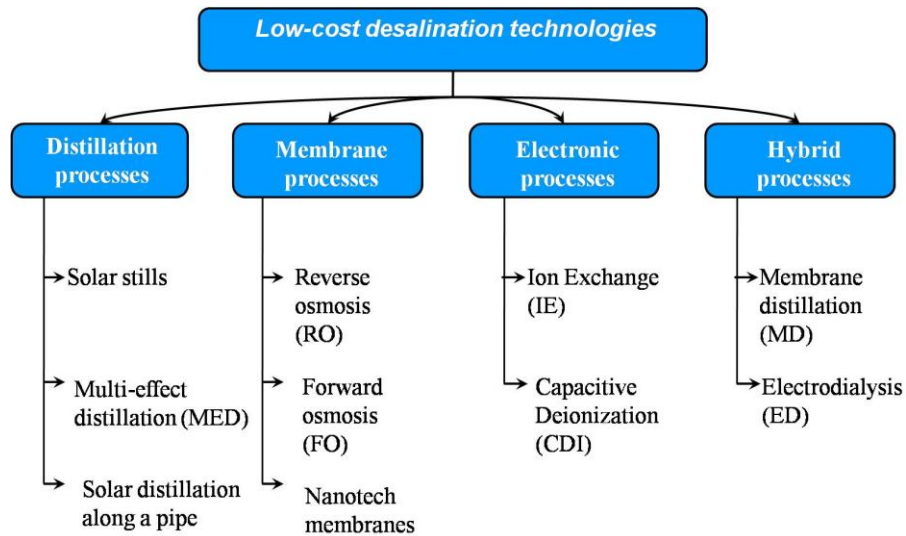 Low-cost desalination technologies
Distillation
processes
Membrane
processes
Electronic
processes
Hybrid
processes
Solar stills
Multi-effect
distillation (MED)
Solar distillation
along a pipe
Reverse
osmosis
(RO)
Forward
osmosis
(FO)
Nanotech
membranes
Ion Exchange
(IE)
Capacitive
Deionization
(CDI)
Membrane
distillation
(MD)
Electrodialysis
(ED)